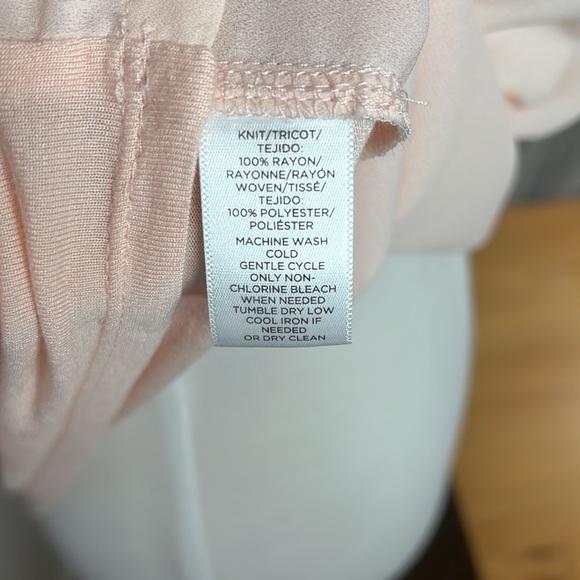 KNIT/TRICOT/
TEJIDO:
100% RAYON/
RAYONNE/RAYÓN
WOVEN/TISSÉ/
TEJIDO:
100% POLYESTER/
POLIÉSTER
MACHINE WASH
COLD
GENTLE CYCLE
ONLY NON-
CHLORINE BLEACH
WHEN NEEDED
TUMBLE DRY LOW
COOL IRON IF
NEEDED
OR DRY CLEAN